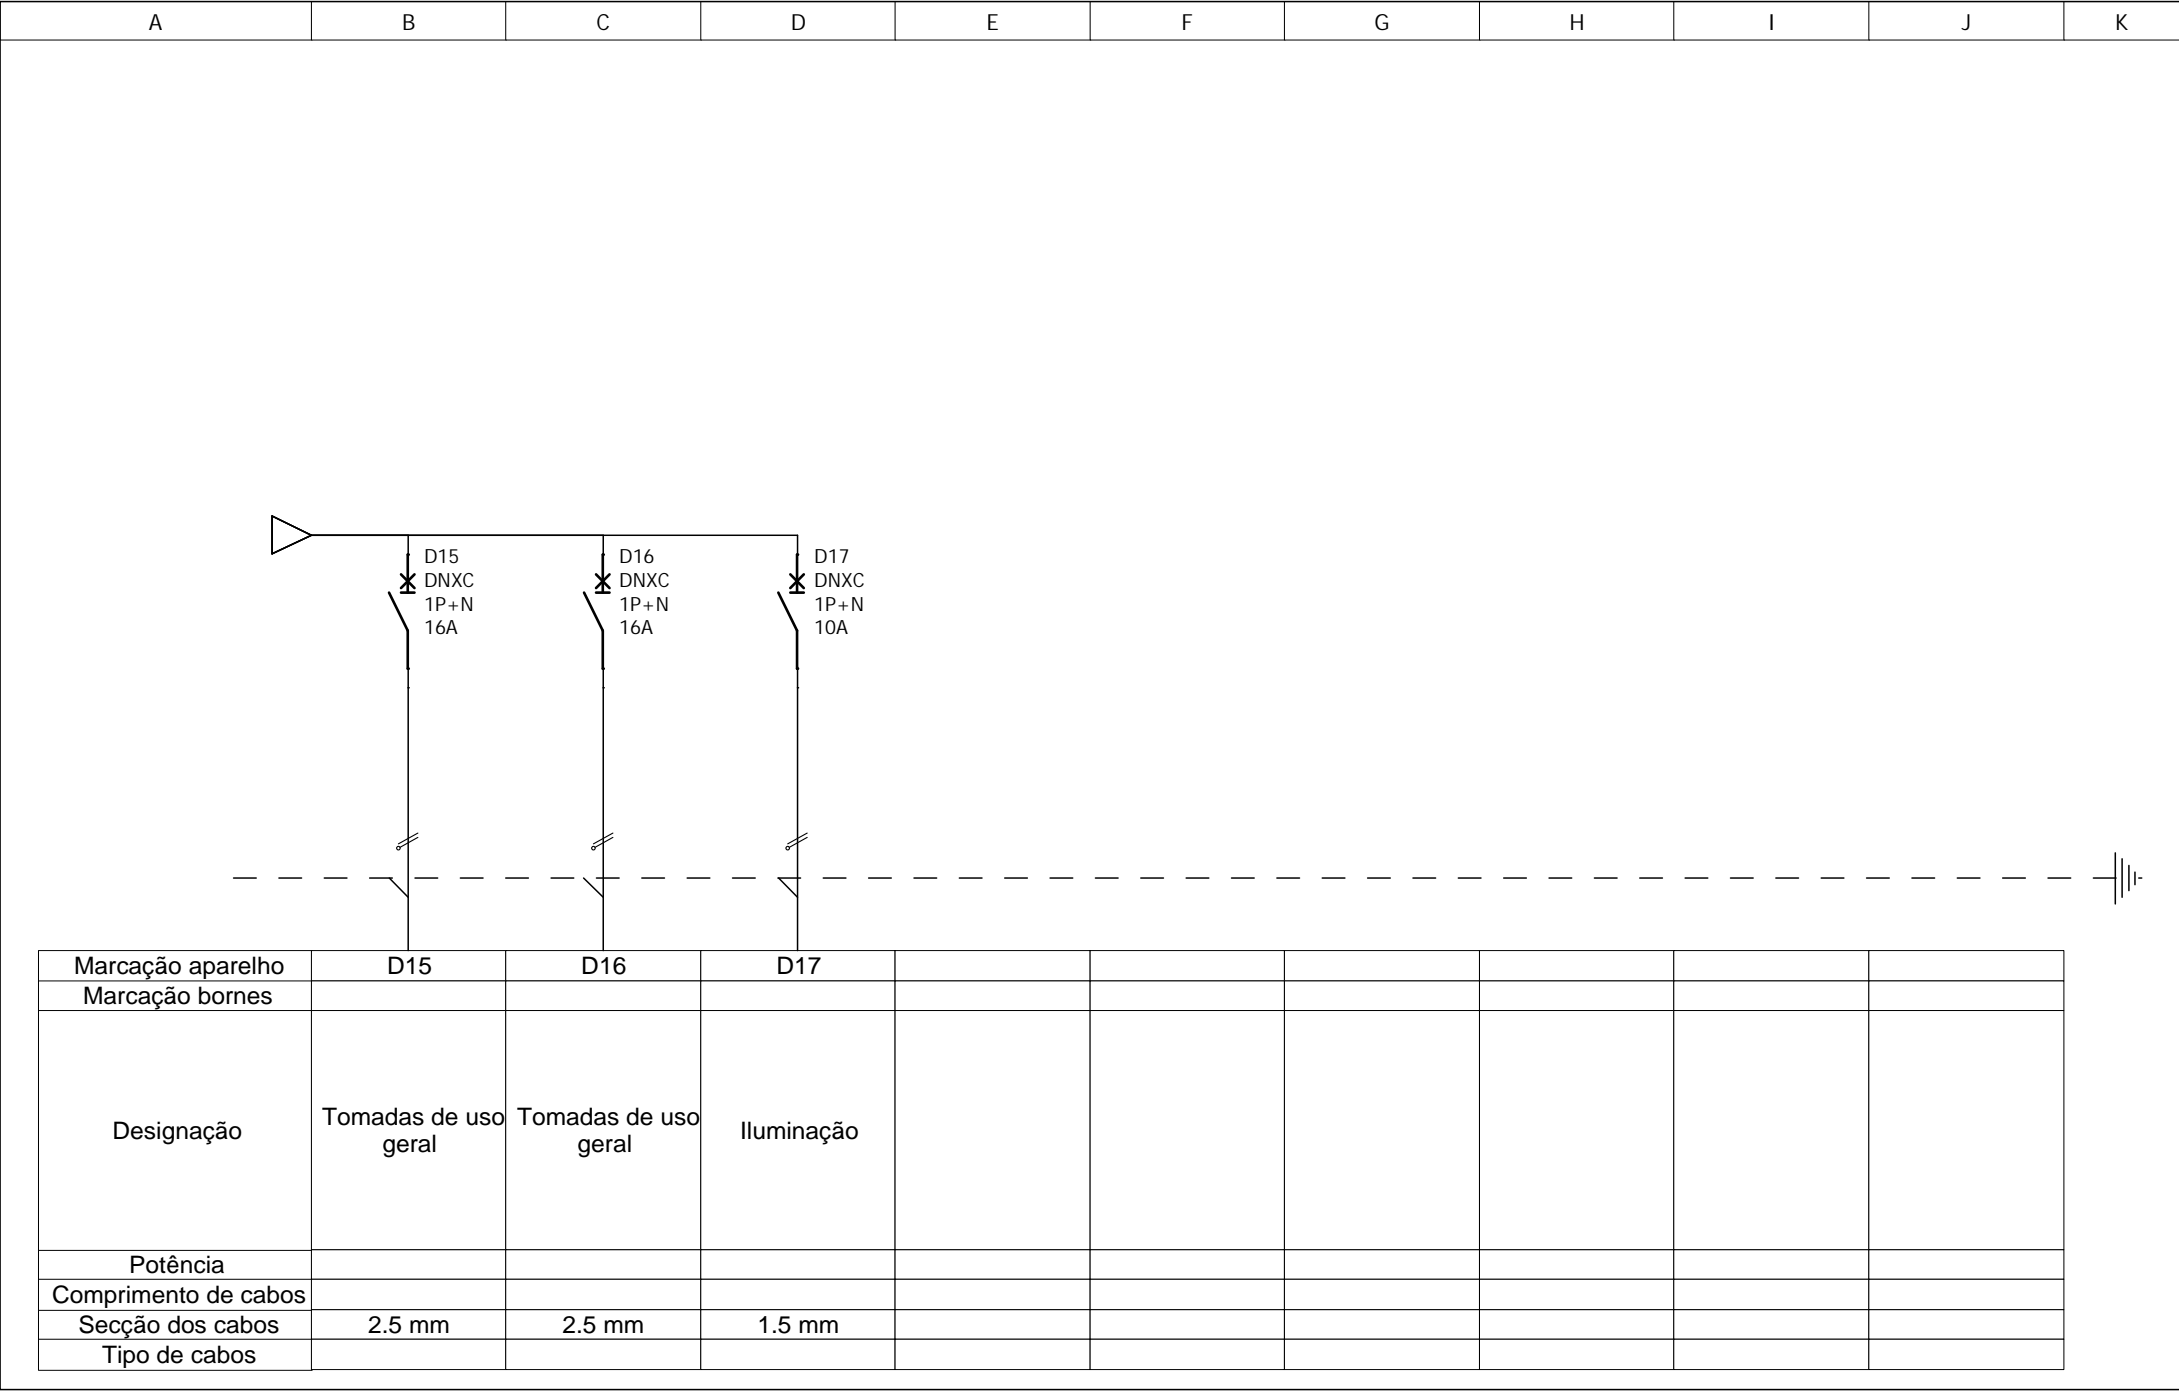 A B C D E F G H I J K
D15 D16 D17
DNXC DNXC DNXC
1P+N 1P+N 1P+N
16A 16A 10A
Marcação aparelho D15 D16 D17
Marcação bornes
Designação
Tomadas de uso
geral
Tomadas de uso
geral
Iluminação
Potência
Comprimento de cabos
Secção dos cabos 2.5 mm 2.5 mm 1.5 mm
Tipo de cabos